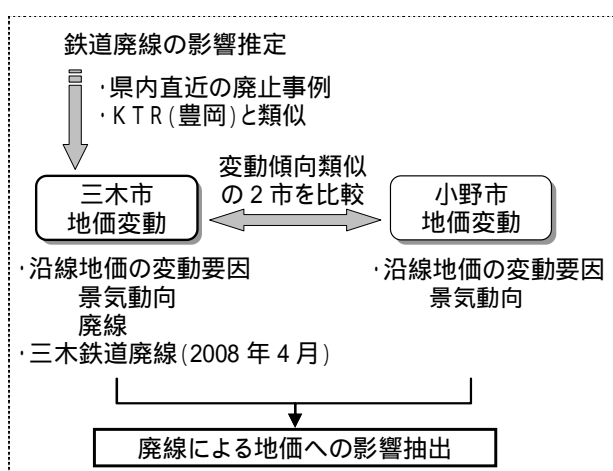 鉄道廃線の影響推定
・県内直近の廃止事例
・KTR(豊岡)と類似
変動傾向類似
の2市を比較
三木市
地価変動
小野市
地価変動
・沿線地価の変動要因
景気動向
廃線
・三木鉄道廃線(2008年4月)
・沿線地価の変動要因
景気動向
廃線による地価への影響抽出